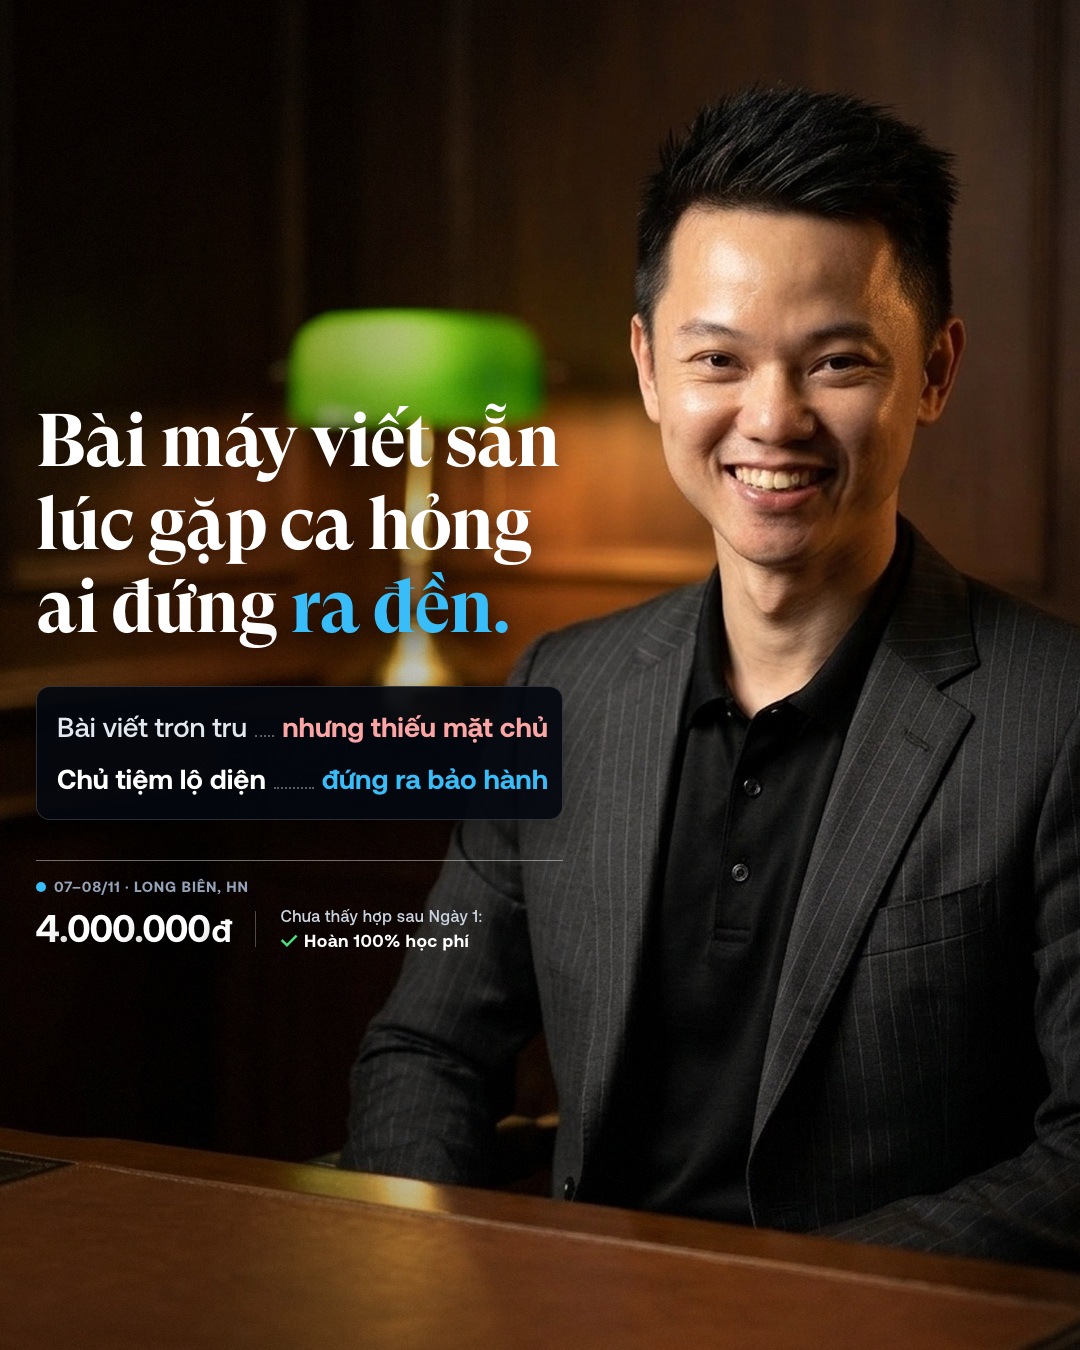 Bài máy viết sẵn
lúc gặp ca hỏng
ai đứng ra đền.
Bài viết trơn tru ..... nhưng thiếu mặt chủ
Chủ tiệm lộ diện .......... đứng ra bảo hành
07–08/11 · LONG BIÊN, HN
4.000.000đ
Chưa thấy hợp sau Ngày 1:
✓ Hoàn 100% học phí